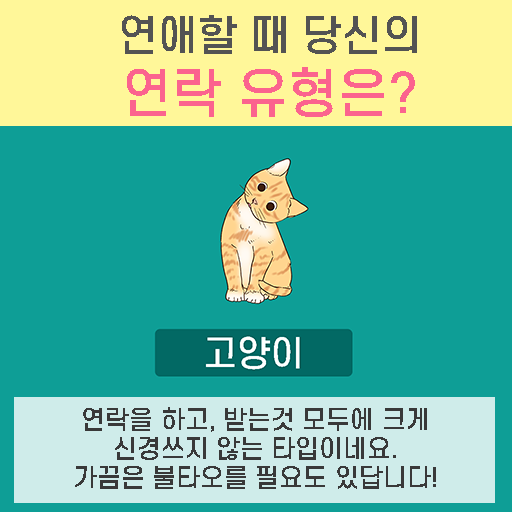 연애할 때 당신의
연락 유형은?
고양이
연락을 하고, 받는것 모두에 크게
신경쓰지 않는 타입이네요.
가끔은 불타오를 필요도 있답니다!